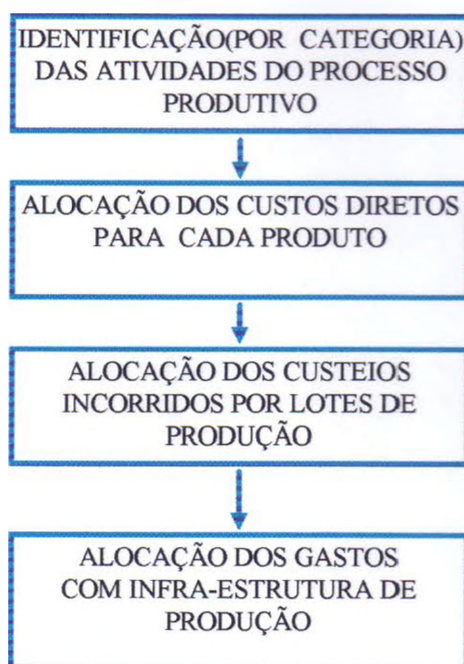 IDENTIFICAÇÃO(POR CATEGORIA)
DAS ATIVIDADES DO PROCESSO
PRODUTIVO
ALOCAÇÃO DOS CUSTOS DIRETOS
PARA CADA PRODUTO
ALOCAÇÃO DOS CUSTEIOS
INCORRIDOS POR LOTES DE
PRODUÇÃO
ALOCAÇÃO DOS GASTOS
COM INFRA-ESTRUTURA DE
PRODUÇÃO